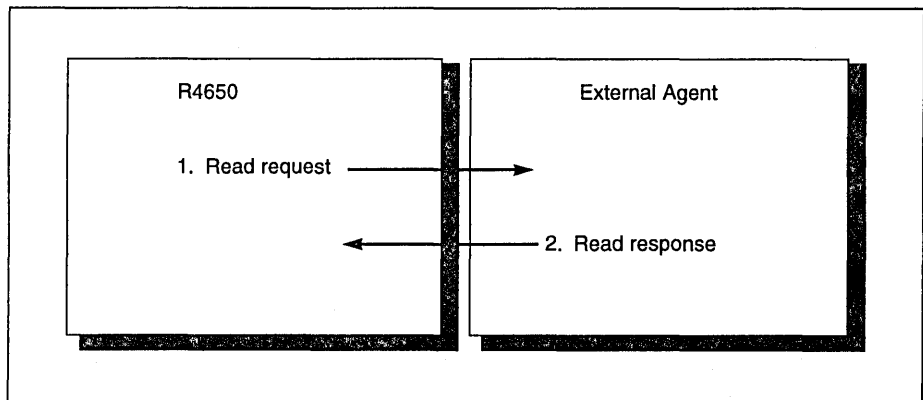 R4650
External Agent
1. Read request
2. Read response